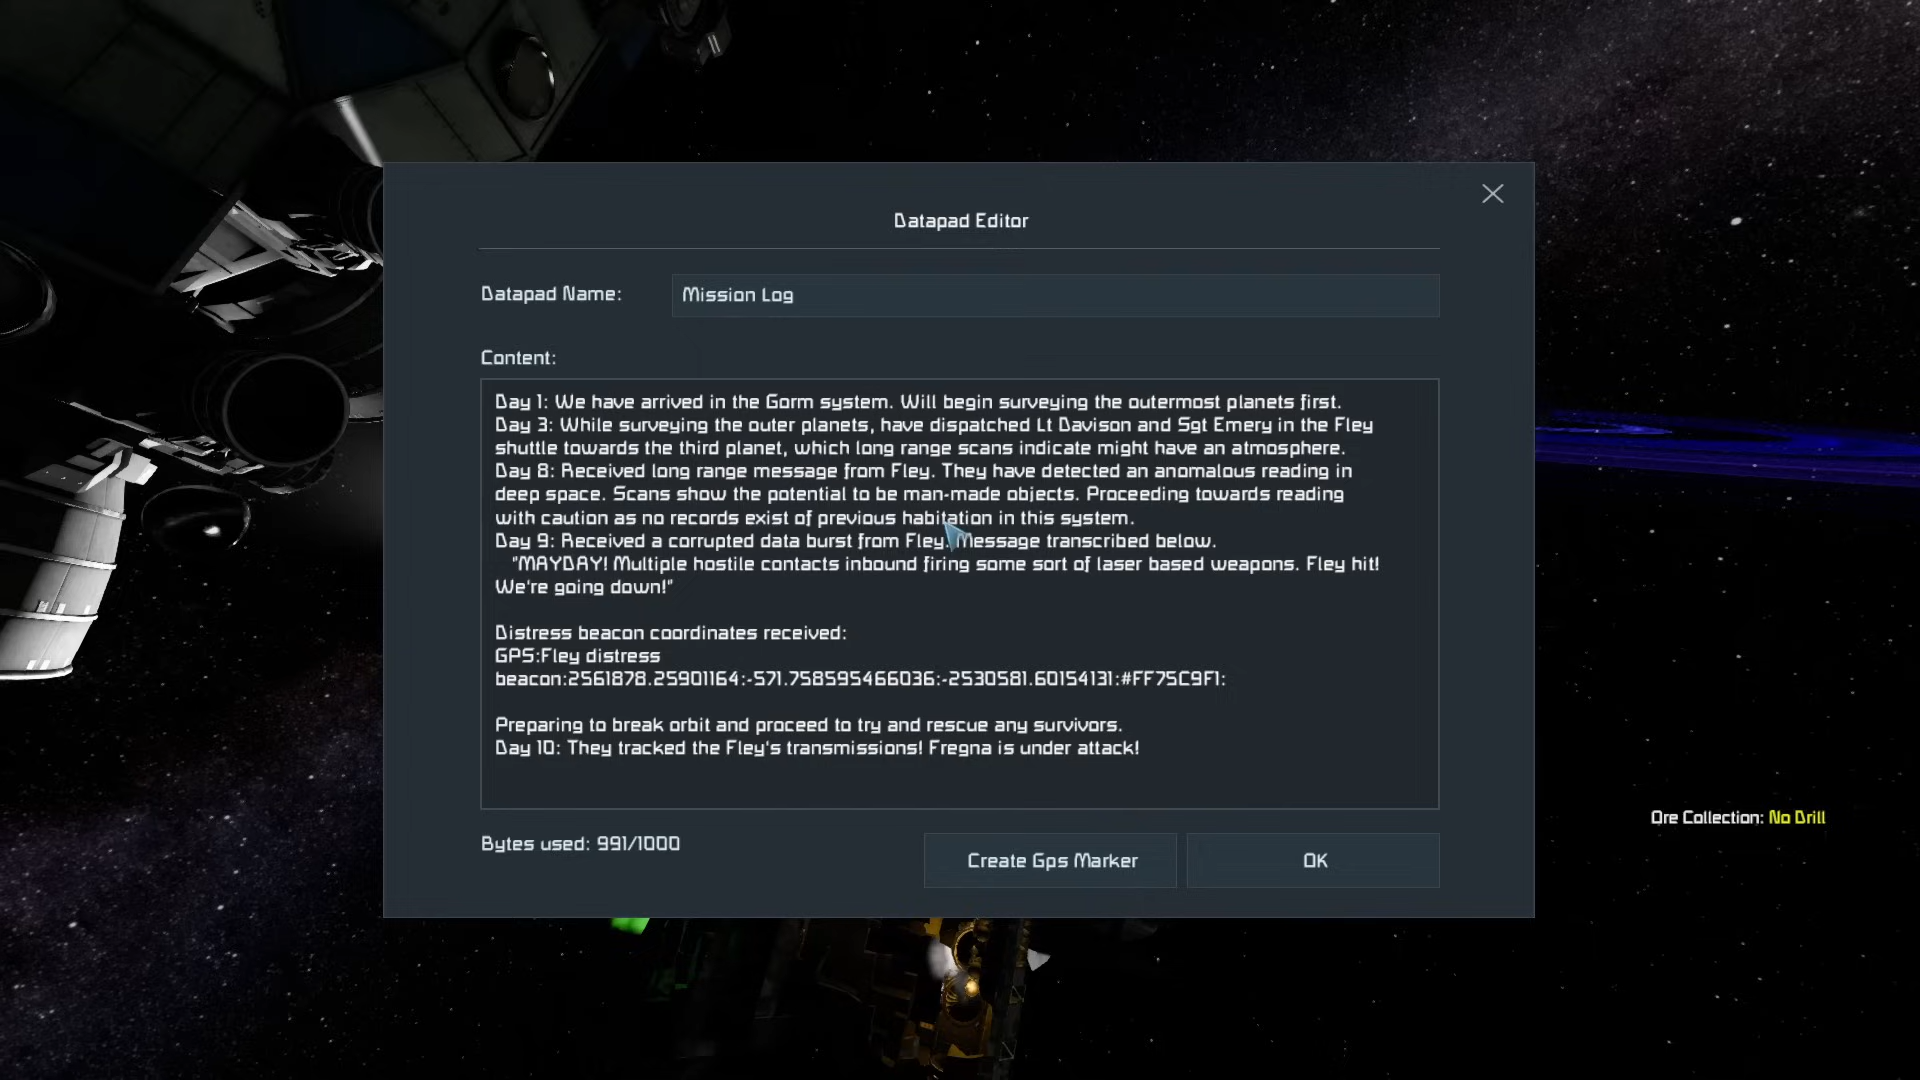 Datapad Editor
Datapad Name:
Mission Log
Content:
Day 1: We have arrived in the Gorm system. Will begin surveying the outermost planets first.
Day 3: While surveying the outer planets, have dispatched Lt Davison and Sgt Emery in the Fley
shuttle towards the third planet, which long range scans indicate might have an atmosphere.
Day 8: Received long range message from Fley. They have detected an anomalous reading in
deep space. Scans show the potential to be man-made objects. Proceeding towards reading
with caution as no records exist of previous habitation in this system.
Day 9: Received a corrupted data burst from Fley. Message transcribed below.
"MAYDAY! Multiple hostile contacts inbound firing some sort of laser based weapons. Fley hit!
We're going down!"
Distress beacon coordinates received:
GPS:Fley distress
beacon:2561878.25901164:-571.758595466036:-2530581.60154131:#FF75C9F1:
Preparing to break orbit and proceed to try and rescue any survivors.
Day 10: They tracked the Fley's transmissions! Fregna is under attack!
Bytes used: 991/1000
Create Gps Marker
OK
Ore Collection: No Drill